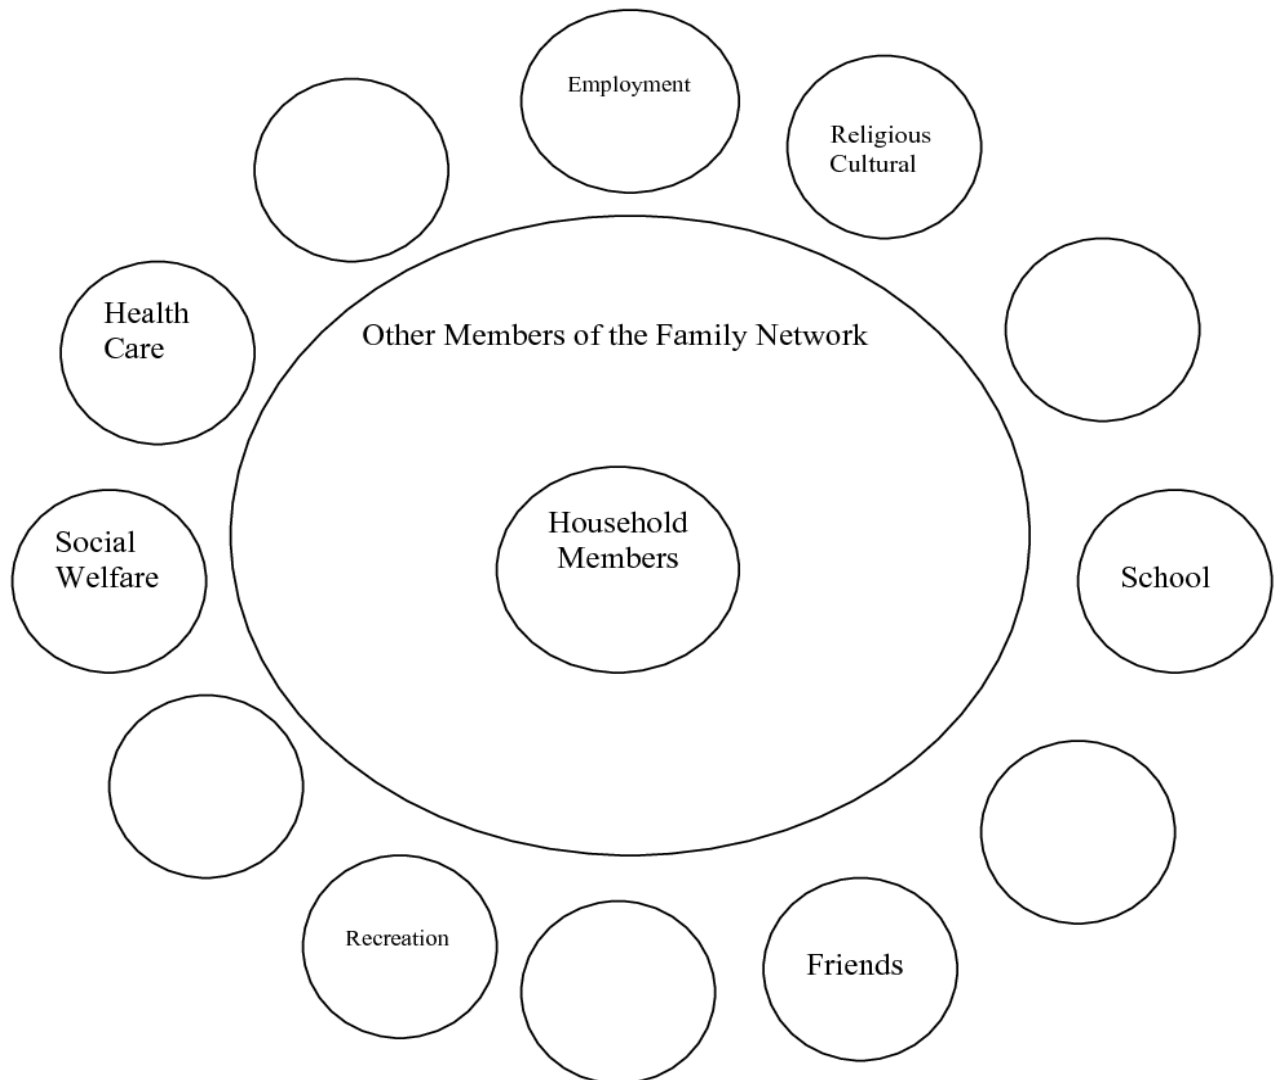 Employment
Religious
Cultural
Health
Care
Other Members of the Family Network
Household
Members
Social
Welfare
School
Recreation
Friends